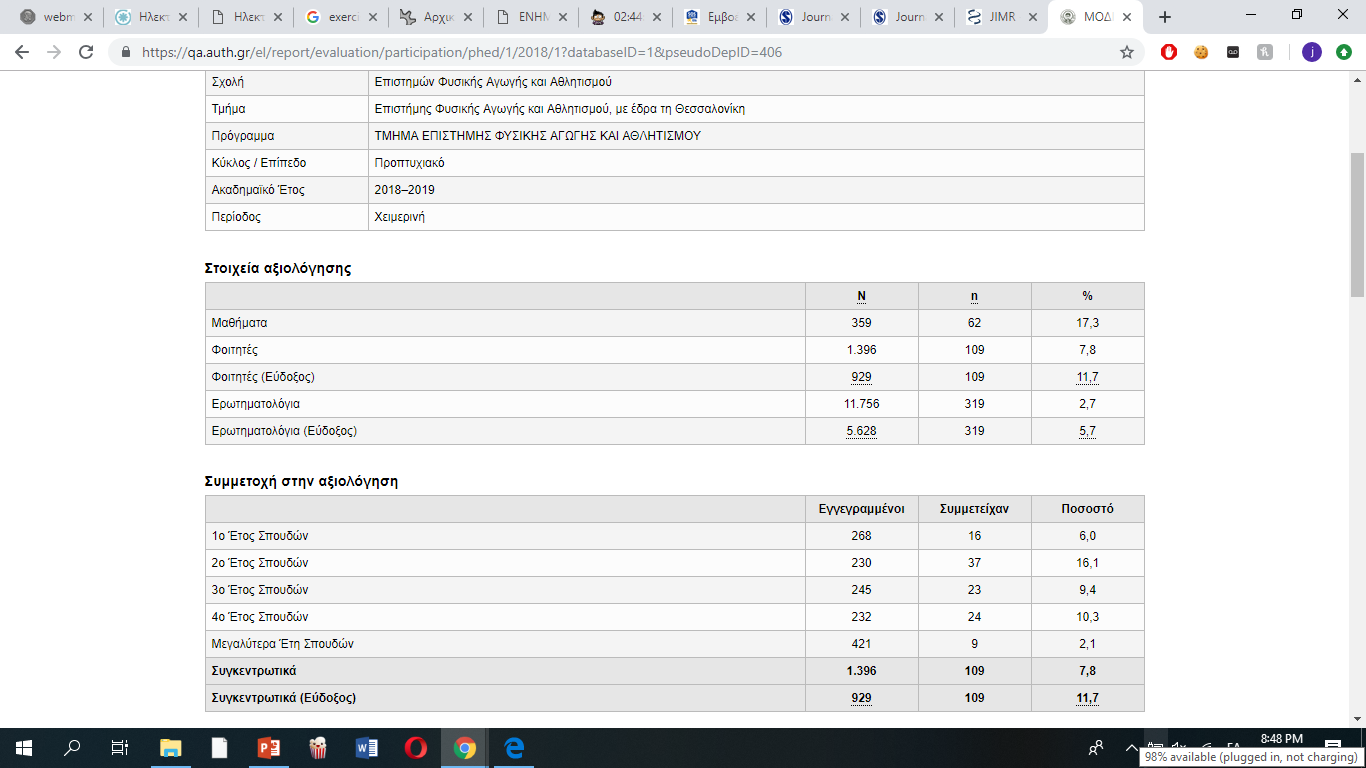 webm Ηλεκτ Ηλεκτ exerci Αρχικ ΕΝΗΜ 02:44 Εμβοε Journ Journ JIMR ΜΟΔΙ
https://qa.auth.gr/el/report/evaluation/participation/phed/1/2018/1?databaseID=1&pseudoDepID=406 j
Σχολή Επιστημών Φυσικής Αγωγής και Αθλητισμού
Τμήμα Επιστήμης Φυσικής Αγωγής και Αθλητισμού, με έδρα τη Θεσσαλονίκη
Πρόγραμμα ΤΜΗΜΑ ΕΠΙΣΤΗΜΗΣ ΦΥΣΙΚΗΣ ΑΓΩΓΗΣ ΚΑΙ ΑΘΛΗΤΙΣΜΟΥ
Κύκλος / Επίπεδο Προπτυχιακό
Ακαδημαϊκό Έτος 2018–2019
Περίοδος Χειμερινή
Στοιχεία αξιολόγησης
N n %
Μαθήματα 359 62 17,3
Φοιτητές 1.396 109 7,8
Φοιτητές (Εύδοξος) 929 109 11,7
Ερωτηματολόγια 11.756 319 2,7
Ερωτηματολόγια (Εύδοξος) 5.628 319 5,7
Συμμετοχή στην αξιολόγηση
Εγγεγραμμένοι Συμμετείχαν Ποσοστό
1ο Έτος Σπουδών 268 16 6,0
2ο Έτος Σπουδών 230 37 16,1
3ο Έτος Σπουδών 245 23 9,4
4ο Έτος Σπουδών 232 24 10,3
Μεγαλύτερα Έτη Σπουδών 421 9 2,1
Συγκεντρωτικά 1.396 109 7,8
Συγκεντρωτικά (Εύδοξος) 929 109 11,7
8:48 PM
98% available (plugged in, not charging)